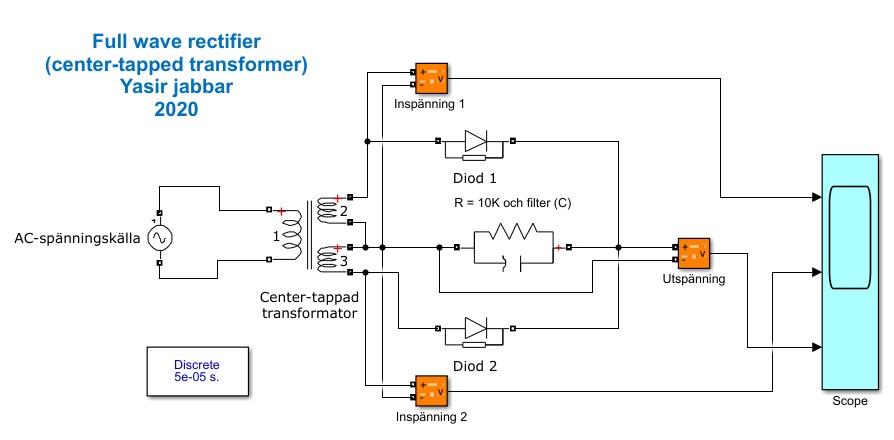 Full wave rectifier
(center-tapped transformer)
Yasir jabbar
2020
+
-
v
Inspänning 1
Diod 1
R = 10K och filter (C)
+
AC-spänningskälla
+
1
+
2
+
3
+
Center-tappad
transformator
+
-
v
Utspänning
Diod 2
Discrete
5e-05 s.
+
-
v
Inspänning 2
Scope